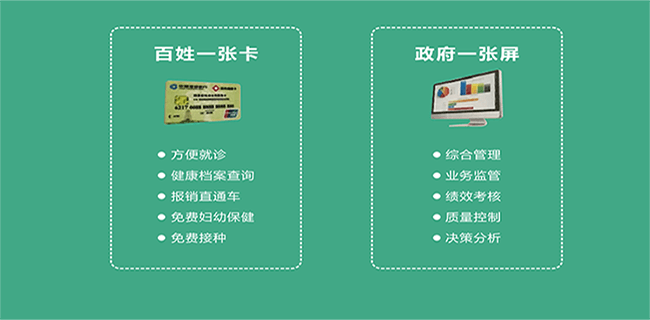 百姓一张卡
方便就诊
健康档案查询
报销直通车
免费妇幼保健
免费接种
政府一张屏
综合管理
业务监管
绩效考核
质量控制
决策分析